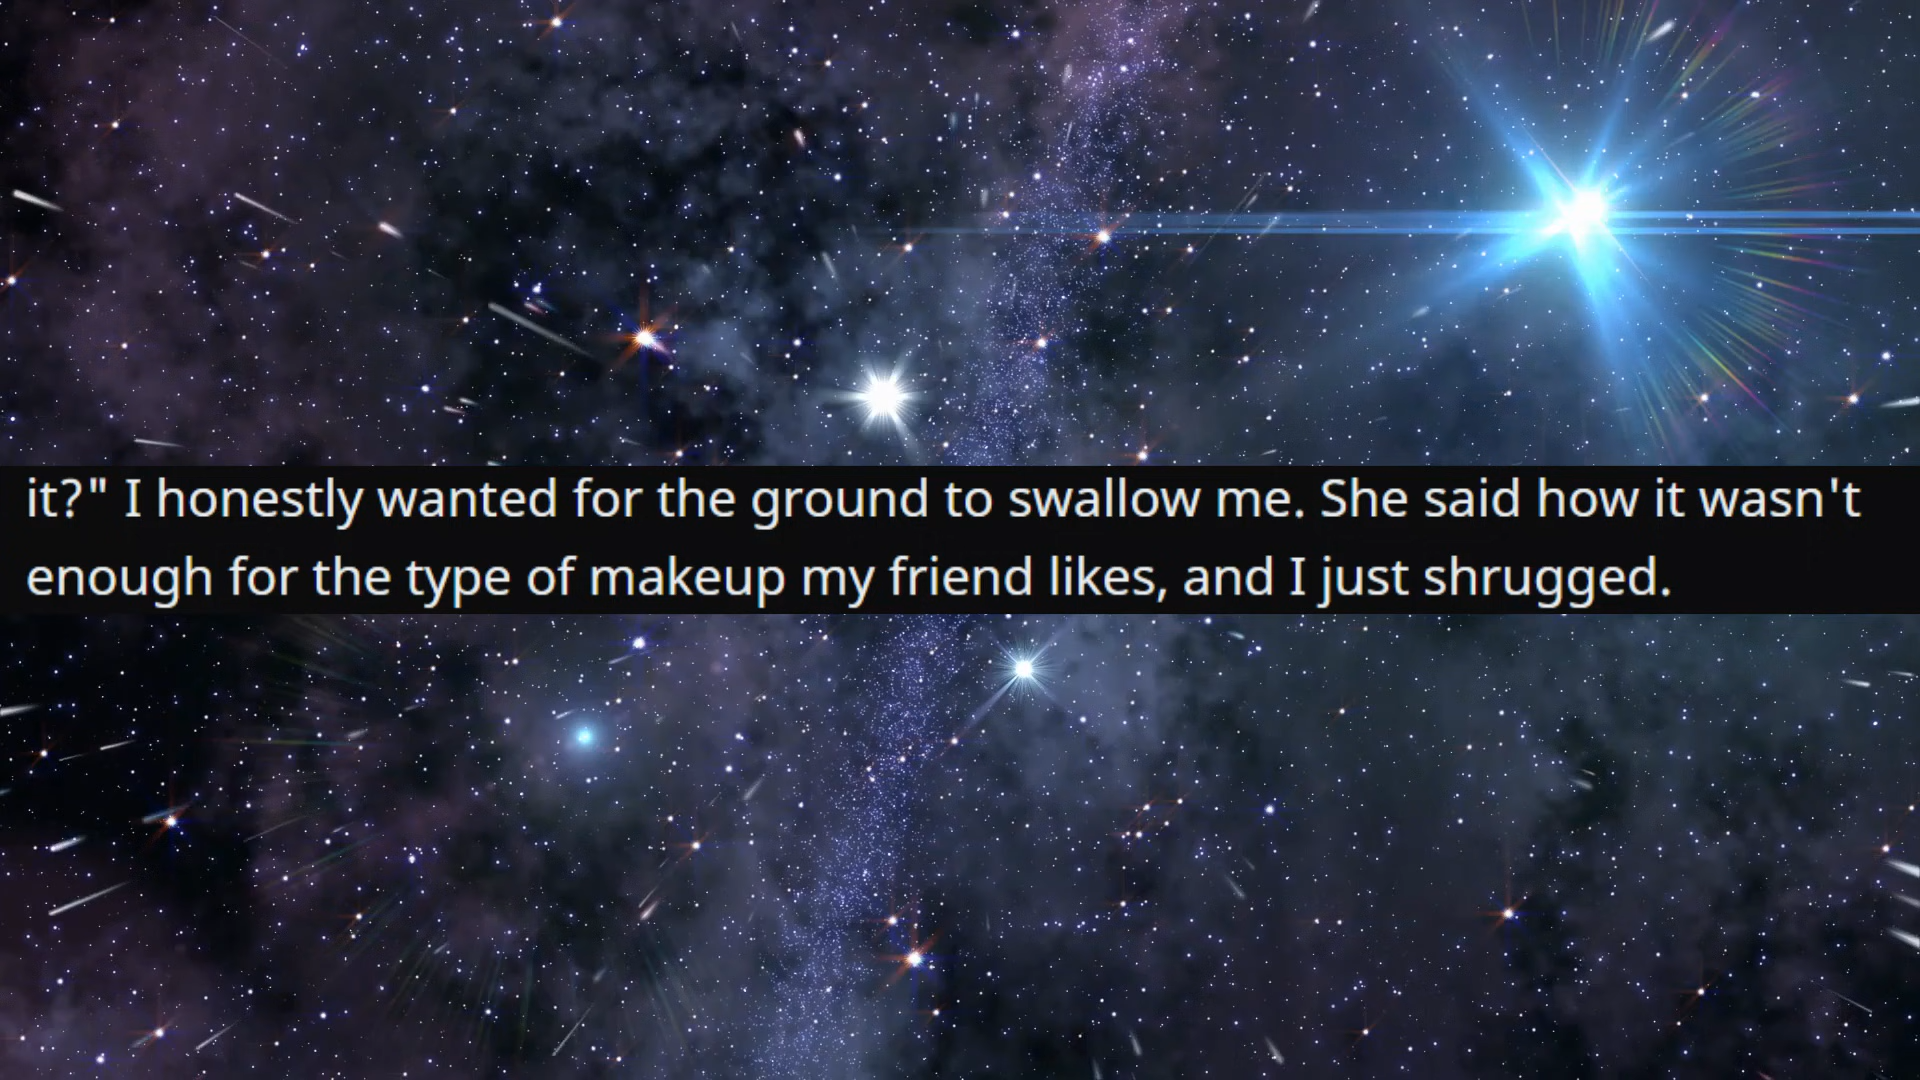 it?" I honestly wanted for the ground to swallow me. She said how it wasn't
enough for the type of makeup my friend likes, and I just shrugged.